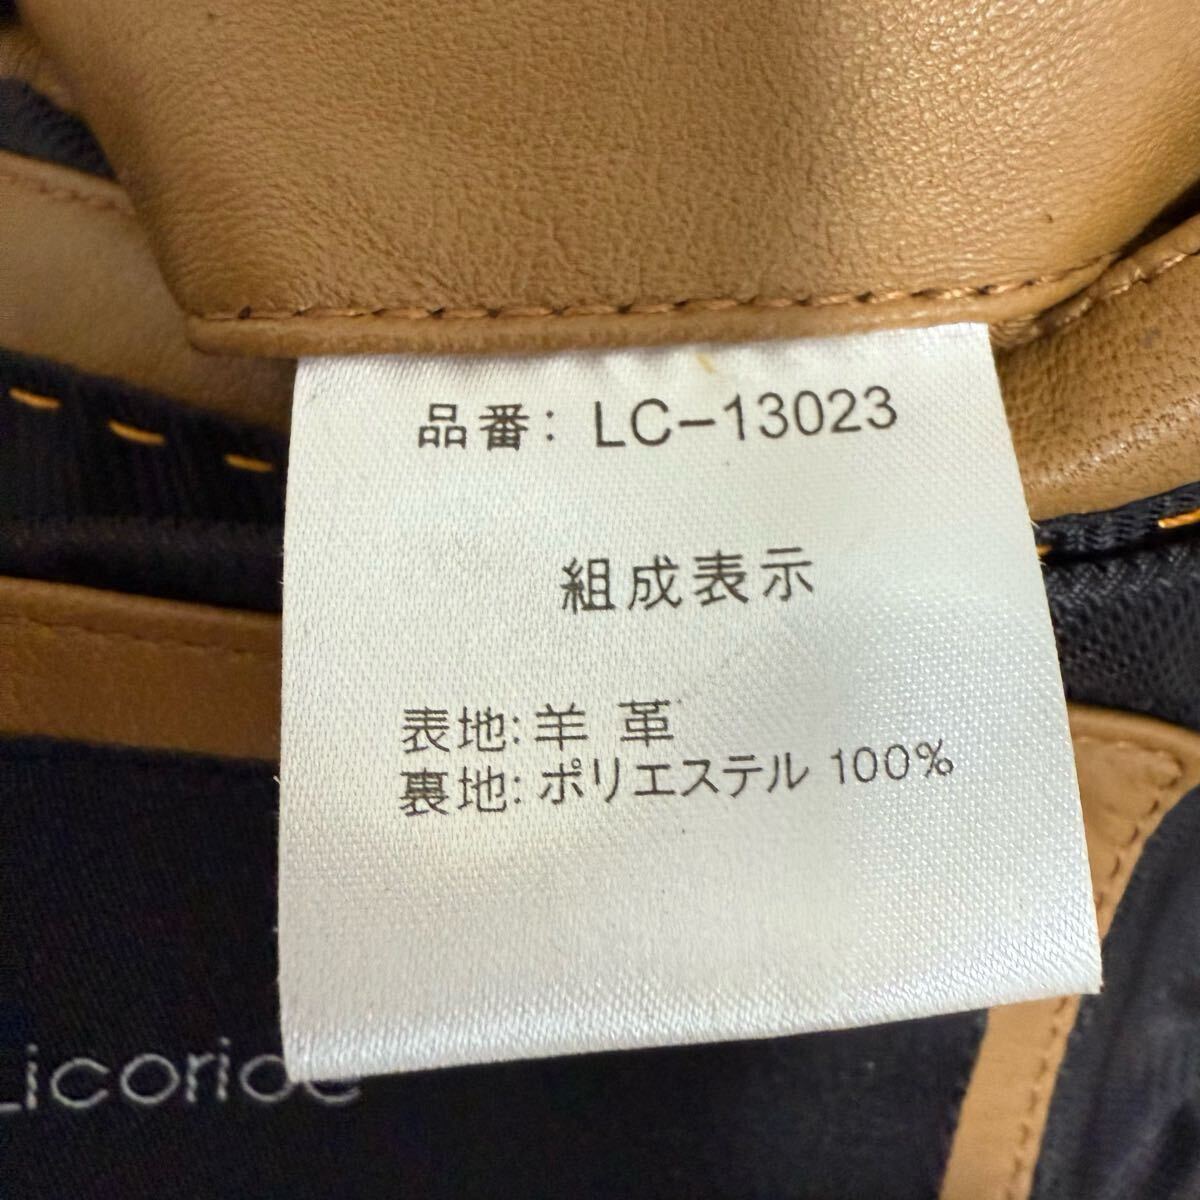 品番: LC-13023
組成表示
表地: 羊 革
裏地: ポリエステル 100%